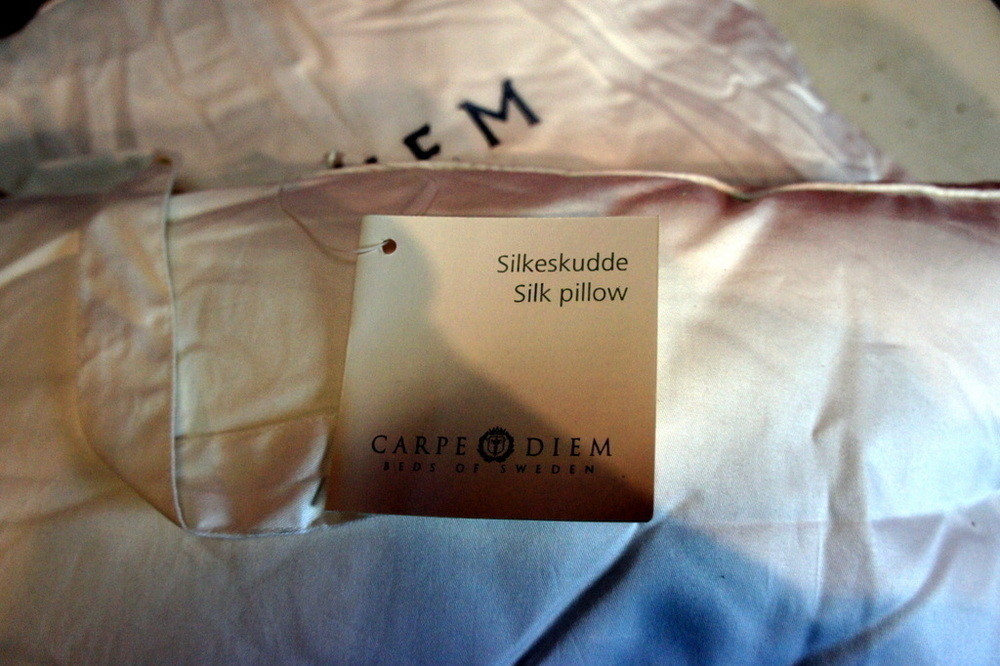 EM
Silkeskudde
Silk pillow
CARPE DIEM
BEDS OF SWEDEN